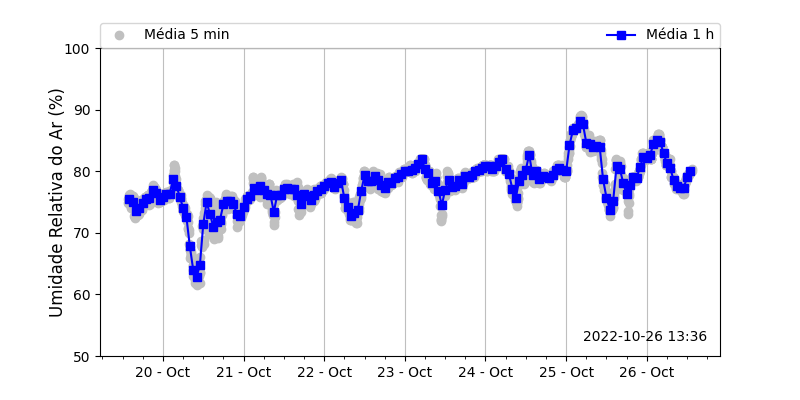 Média 5 min
Média 1 h
Umidade Relativa do Ar (%)
100
90
80
70
60
50
2022-10-26 13:36
20 - Oct
21 - Oct
22 - Oct
23 - Oct
24 - Oct
25 - Oct
26 - Oct